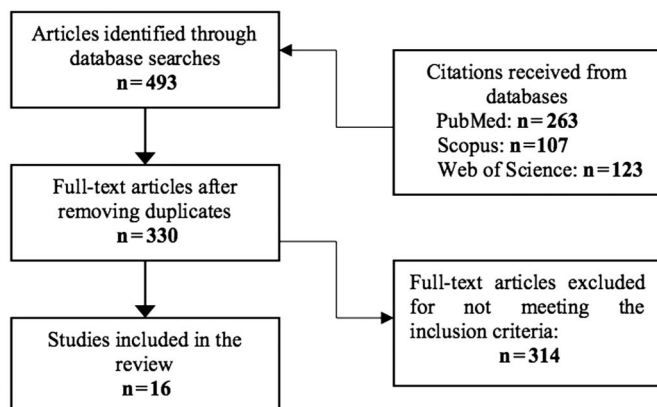 Articles identified through
database searches
n=493
Citations received from
databases
PubMed: n=263
Scopus: n=107
Web of Science: n=123
Full-text articles after
removing duplicates
n=330
Full-text articles excluded
for not meeting the
inclusion criteria:
n=314
Studies included in the
review
n=16